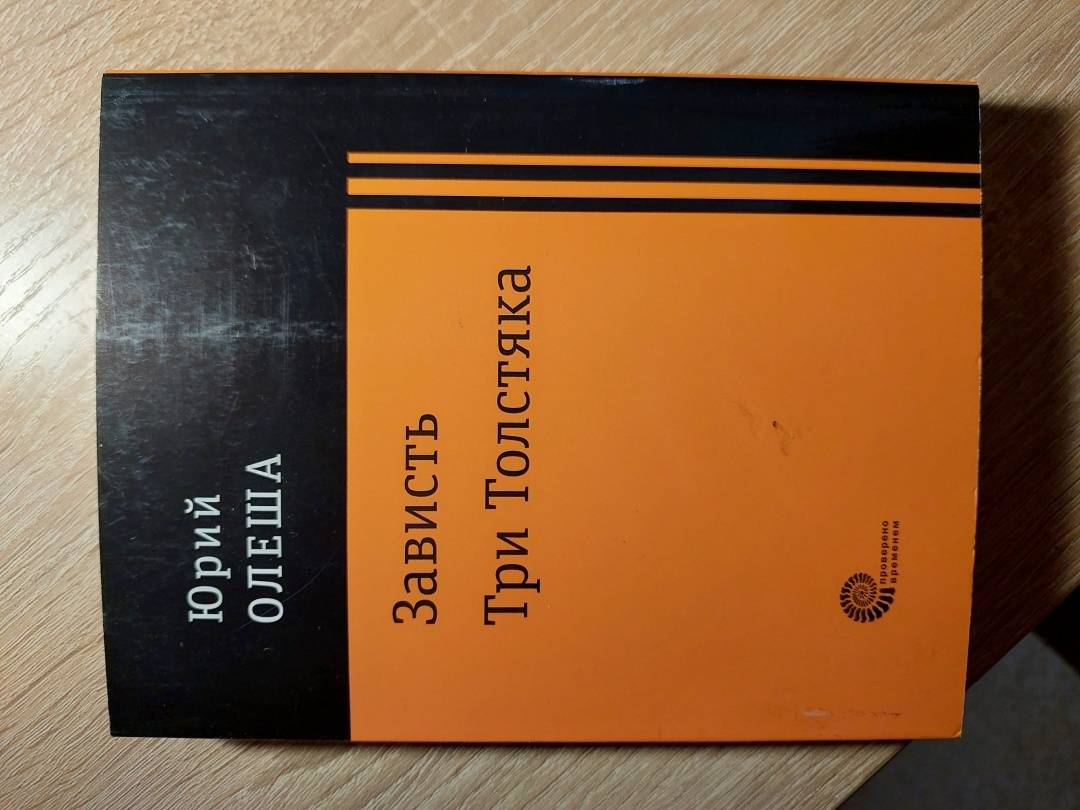 Юрий
ОЛЕША
Зависть
Три Толстяка
проверено
временем